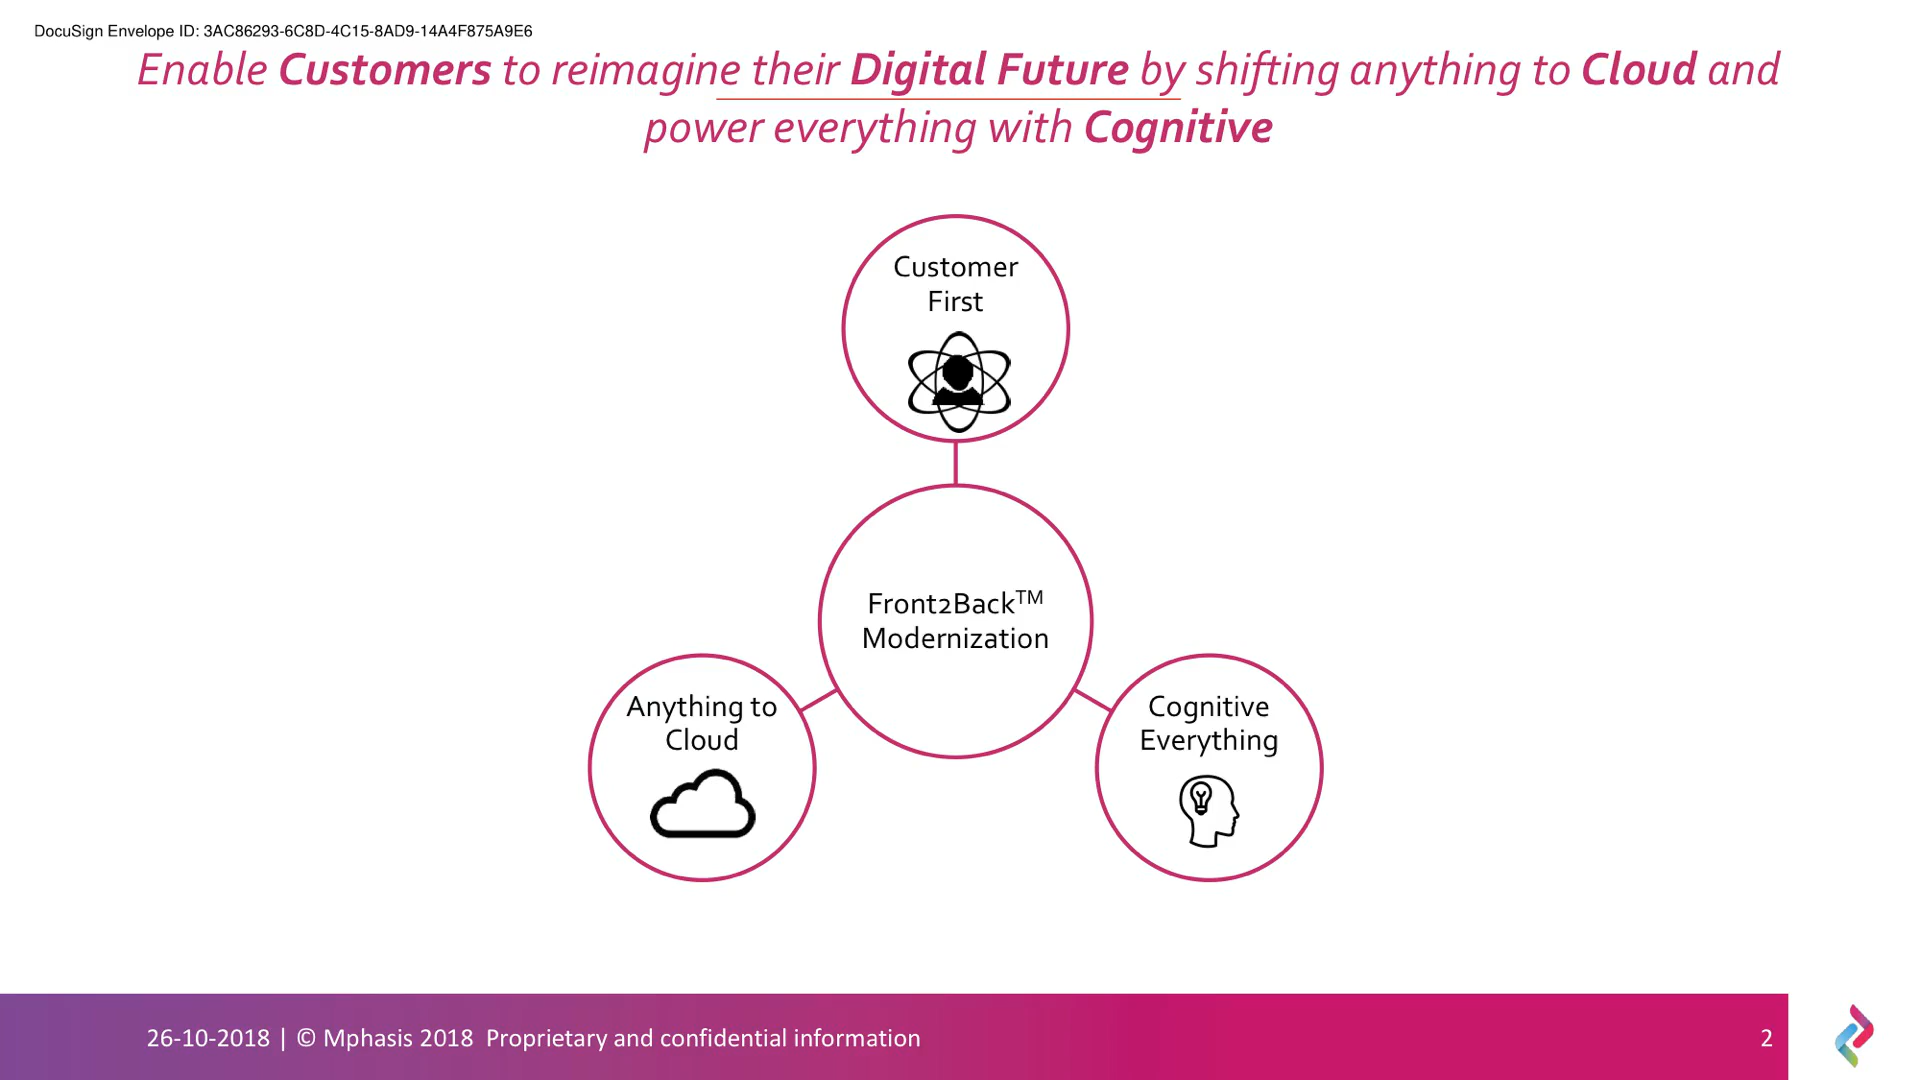 DocuSign Envelope ID: 3AC86293-6C8D-4C15-8AD9-14A4F875A9E6
Enable Customers to reimagine their Digital Future by shifting anything to Cloud and
power everything with Cognitive
Customer
First
Front2Back™
Modernization
Anything to
Cloud
Cognitive
Everything
26-10-2018 | © Mphasis 2018 Proprietary and confidential information
2